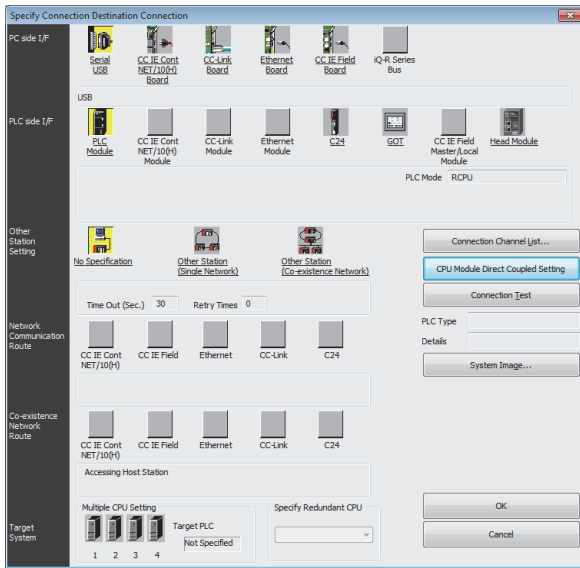 Specify Connection Destination Connection
PC side I/F
Serial
USB
CC IE Cont
NET/10(H)
Board
CC-Link
Board
Ethernet
Board
CC IE Field
Board
iQ-R Series
Bus
USB
PLC side I/F
PLC
Module
CC IE Cont
NET/10(H)
Module
CC-Link
Module
Ethernet
Module
C24
GOT
CC IE Field
Master/Local
Module
Head Module
PLC Mode RCPU
Other
Station
Setting
No Specification
Other Station
(Single Network)
Other Station
(Co-existence Network)
Connection Channel List...
CPU Module Direct Coupled Setting
Time Out (Sec.) 30 Retry Times 0
Connection Test
PLC Type
Details
System Image...
Network
Communication
Route
CC IE Cont
NET/10(H)
CC IE Field
Ethernet
CC-Link
C24
Co-existence
Network
Route
CC IE Cont
NET/10(H)
CC IE Field
Ethernet
CC-Link
C24
Accessing Host Station
Target
System
Multiple CPU Setting
1 2 3 4
Target PLC
Not Specified
Specify Redundant CPU
OK
Cancel